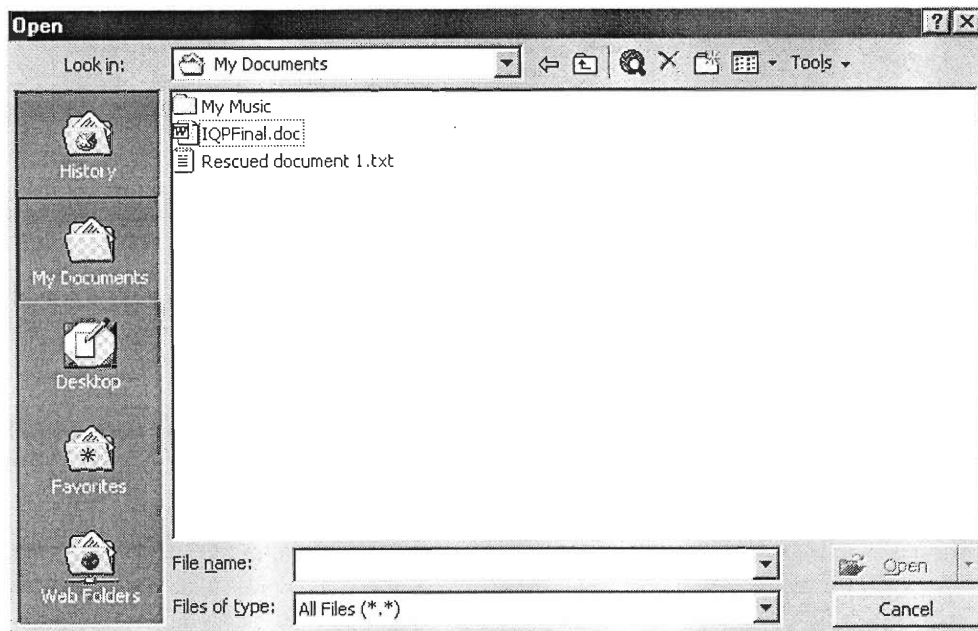 Open
Look in:
My Documents
Tools
My Music
IQPFinal.doc
Rescued document 1.txt
History
My Documents
Desktop
Favorites
Web Folders
File name:
Open
Files of type:
All Files (*.*)
Cancel